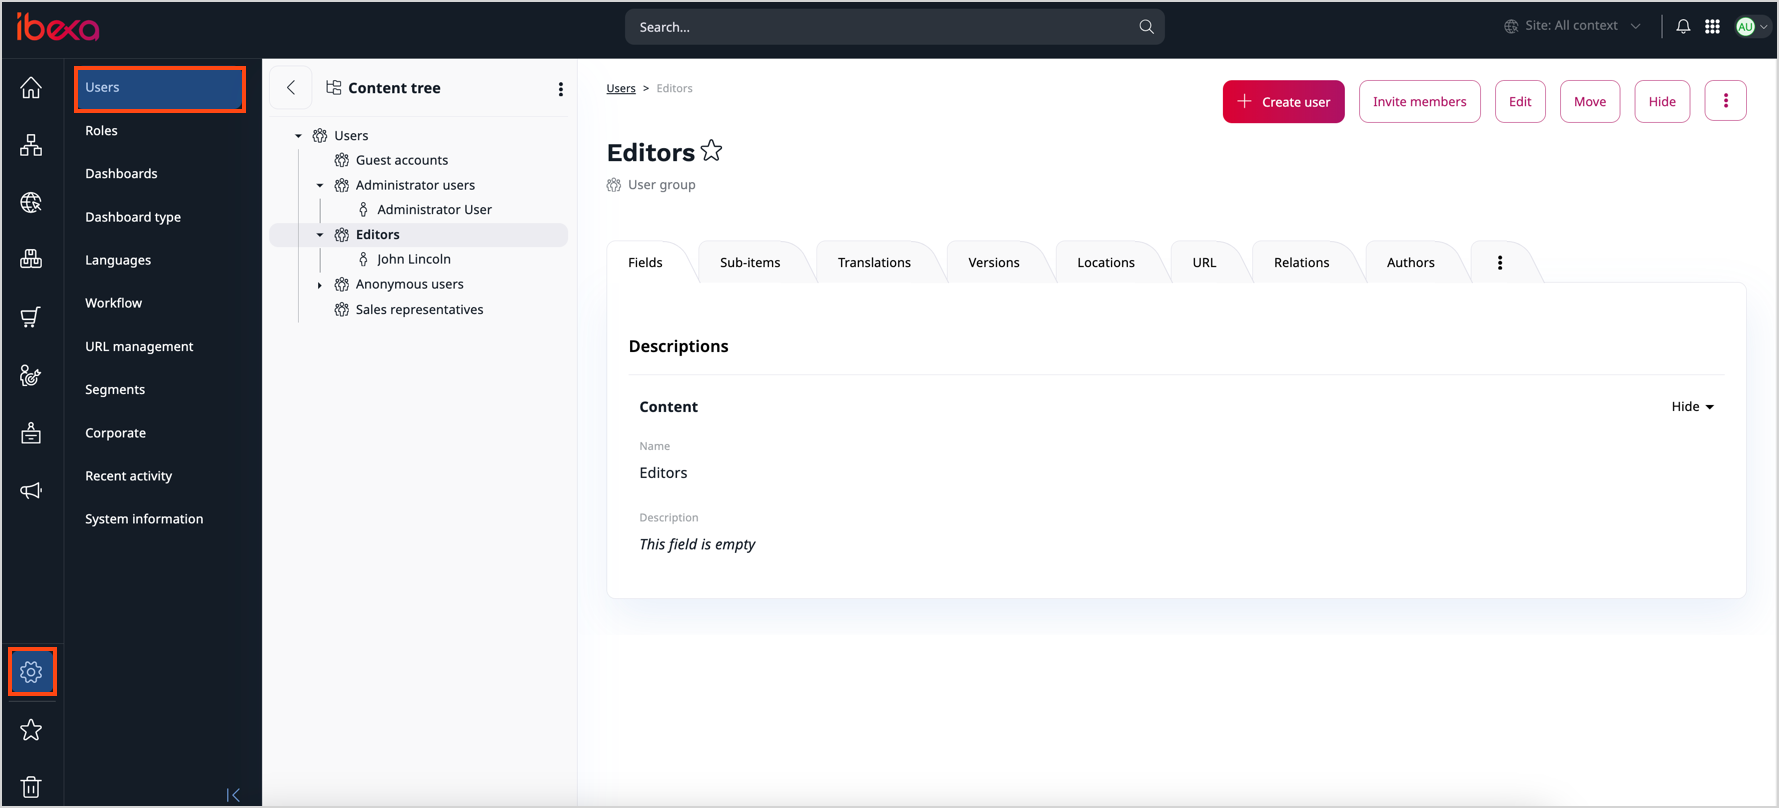 ibexa
Search...
Site: All context
AU
Users
Roles
Dashboards
Dashboard type
Languages
Workflow
URL management
Segments
Corporate
Recent activity
System information
Content tree
Users
Guest accounts
Administrator users
Administrator User
Editors
John Lincoln
Anonymous users
Sales representatives
Users > Editors
Create user
Invite members
Edit
Move
Hide
Editors
User group
Fields
Sub-items
Translations
Versions
Locations
URL
Relations
Authors
Descriptions
Content
Hide
Name
Editors
Description
This field is empty